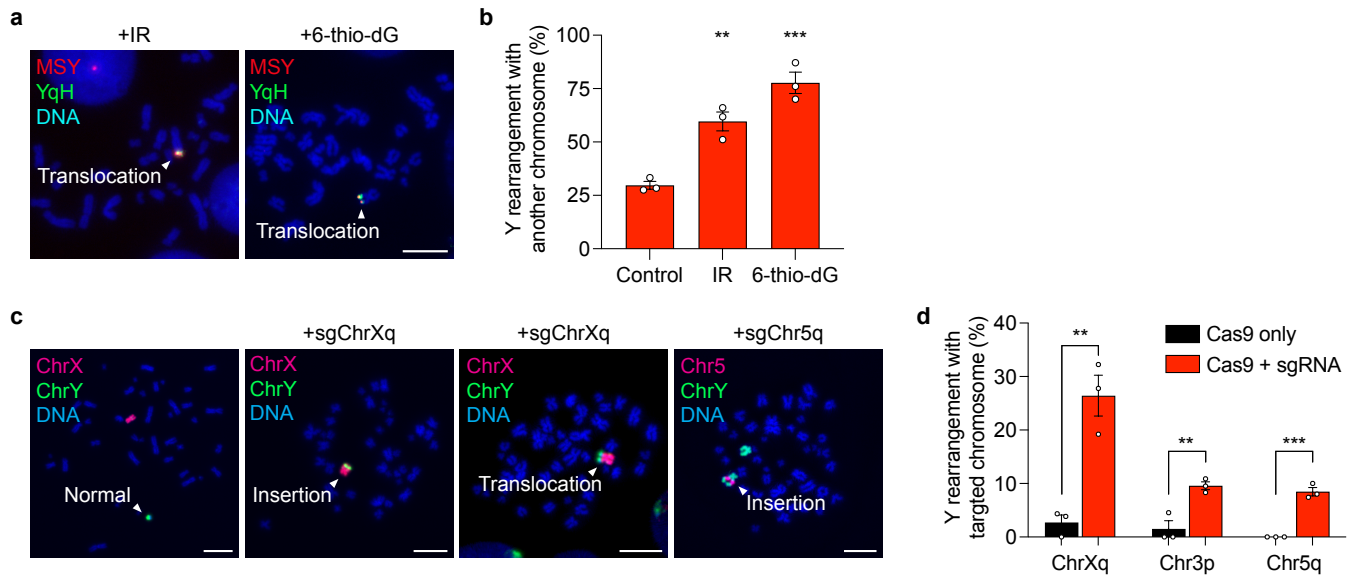 a
+IR
+6-thio-dG
MSY
YqH
DNA
Translocation
MSY
YqH
DNA
Translocation
b
Y rearrangement with
another chromosome (%)
100
75
50
25
0
**
***
Control
IR
6-thio-dG
c
+sgChrXq
+sgChrXq
+sgChr5q
ChrX
ChrY
DNA
Normal
ChrX
ChrY
DNA
Insertion
ChrX
ChrY
DNA
Translocation
Chr5
ChrY
DNA
Insertion
d
Y rearrangement with
targted chromosome (%)
40
30
20
10
0
Cas9 only
Cas9 + sgRNA
**
**
***
ChrXq
Chr3p
Chr5q